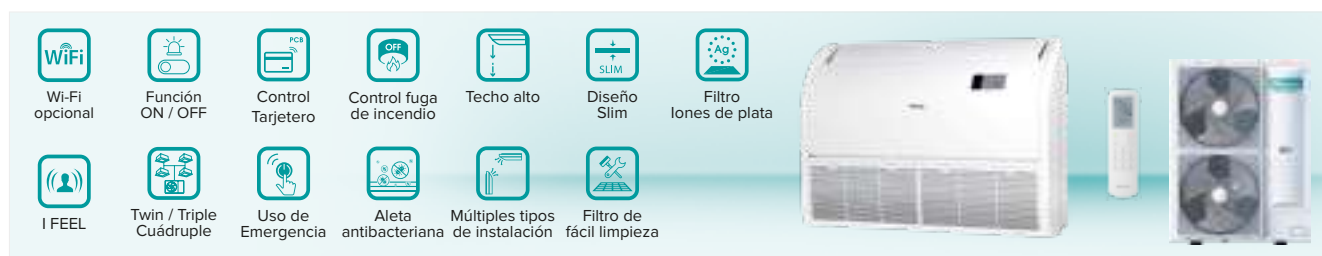 WiFi
Wi-Fi
opcional
Función
ON / OFF
PCB
Control
Tarjetero
OFF
Control fuga
de incendio
Techo alto
SLIM
Diseño
Slim
Ag
Filtro
Iones de plata
I FEEL
Twin / Triple
Cuádruple
Uso de
Emergencia
Aleta
antibacteriana
Múltiples tipos
de instalación
Filtro de
fácil limpieza